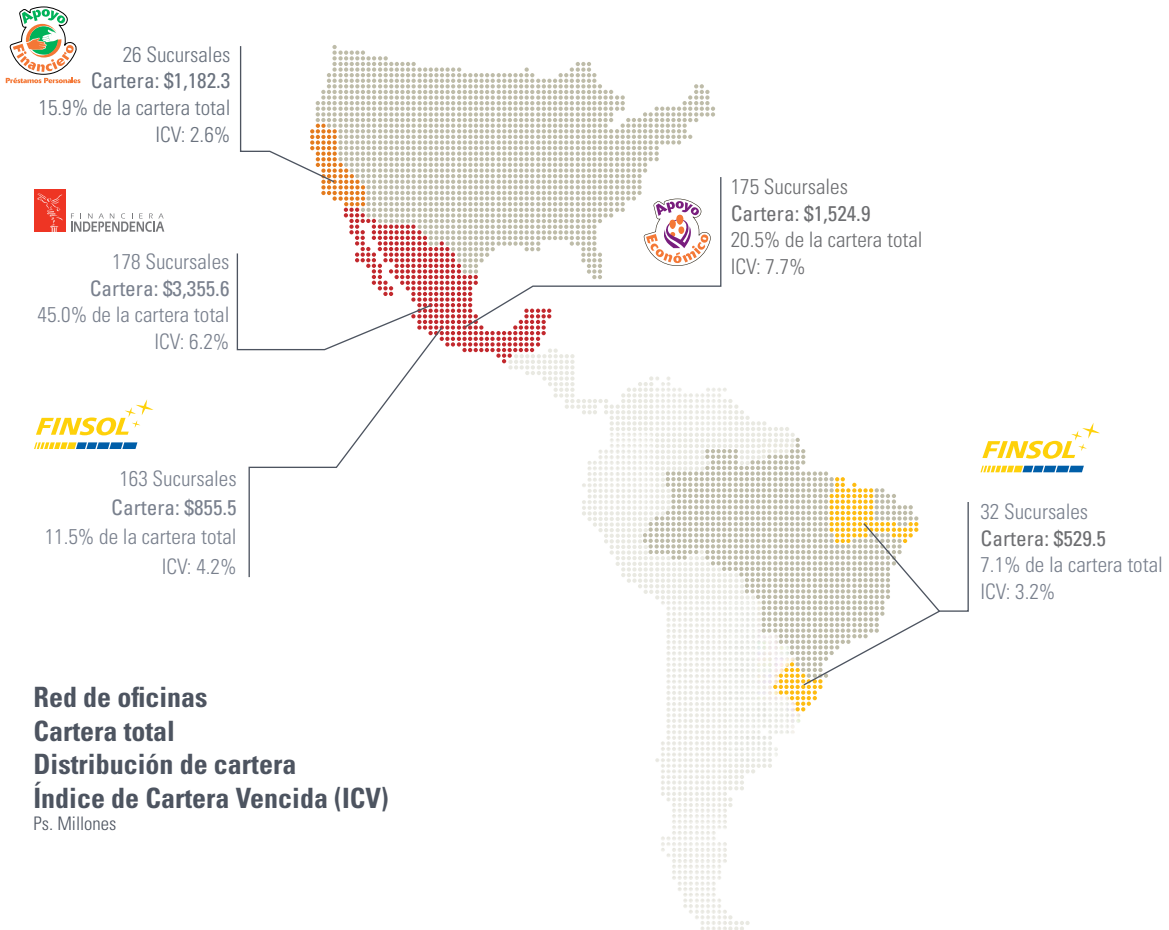 Apoyo
Financiero
Préstamos Personales
26 Sucursales
Cartera: $1,182.3
15.9% de la cartera total
ICV: 2.6%
FINANCIERA
INDEPENDENCIA
178 Sucursales
Cartera: $3,355.6
45.0% de la cartera total
ICV: 6.2%
Apoyo
Económico
175 Sucursales
Cartera: $1,524.9
20.5% de la cartera total
ICV: 7.7%
FINSOL
163 Sucursales
Cartera: $855.5
11.5% de la cartera total
ICV: 4.2%
FINSOL
32 Sucursales
Cartera: $529.5
7.1% de la cartera total
ICV: 3.2%
Red de oficinas
Cartera total
Distribución de cartera
Índice de Cartera Vencida (ICV)
Ps. Millones